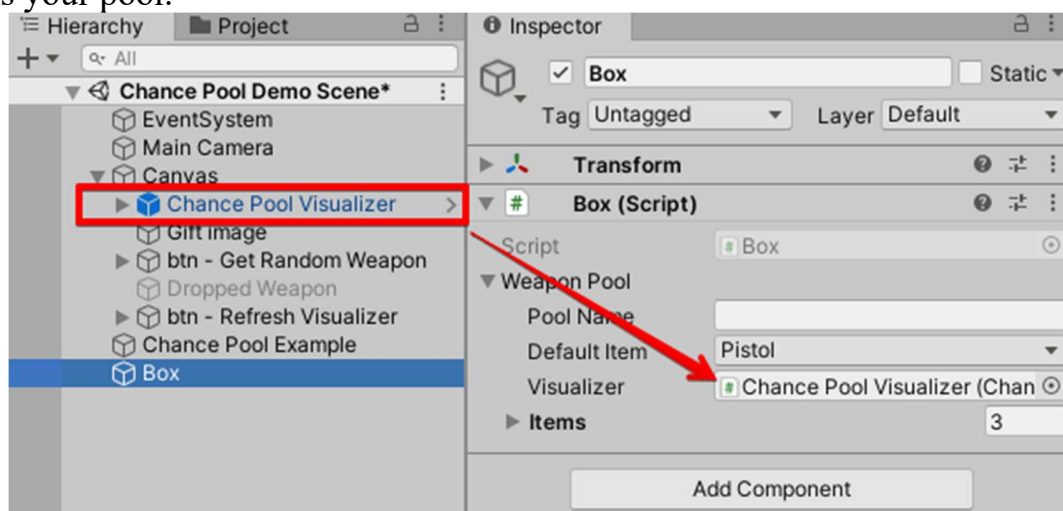 s your pool.
Hierarchy Project
All
Chance Pool Demo Scene*
EventSystem
Main Camera
Canvas
Chance Pool Visualizer
Gift image
btn - Get Random Weapon
Dropped Weapon
btn - Refresh Visualizer
Chance Pool Example
Box
Inspector
Box Static
Tag Untagged Layer Default
Transform
# Box (Script)
Script # Box
Weapon Pool
Pool Name
Default Item Pistol
Visualizer # Chance Pool Visualizer (Chan
Items 3
Add Component